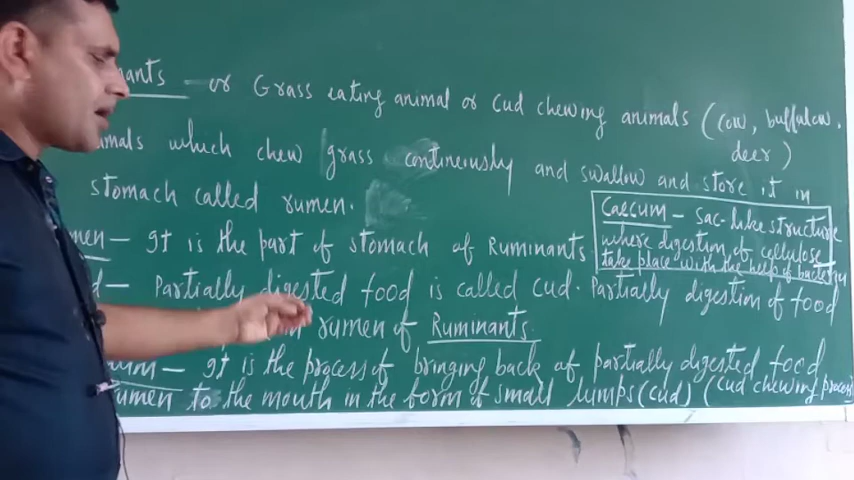 nants - or Grass eating animal or Cud chewing animals (cow, buffalow,
deer)
mals which chew grass contineously and swallow and store it in
stomach called rumen.
Caecum - Sac-like structure
where digestion of cellulose
take place with the help of bacteria
men - It is the part of stomach of Ruminants.
d - Partially digested food is called cud. Partially digestion of food
rumen of Ruminants.
um - It is the process of bringing back of partially digested food
umen to the mouth in the form of small lumps (cud) (cud chewing process)